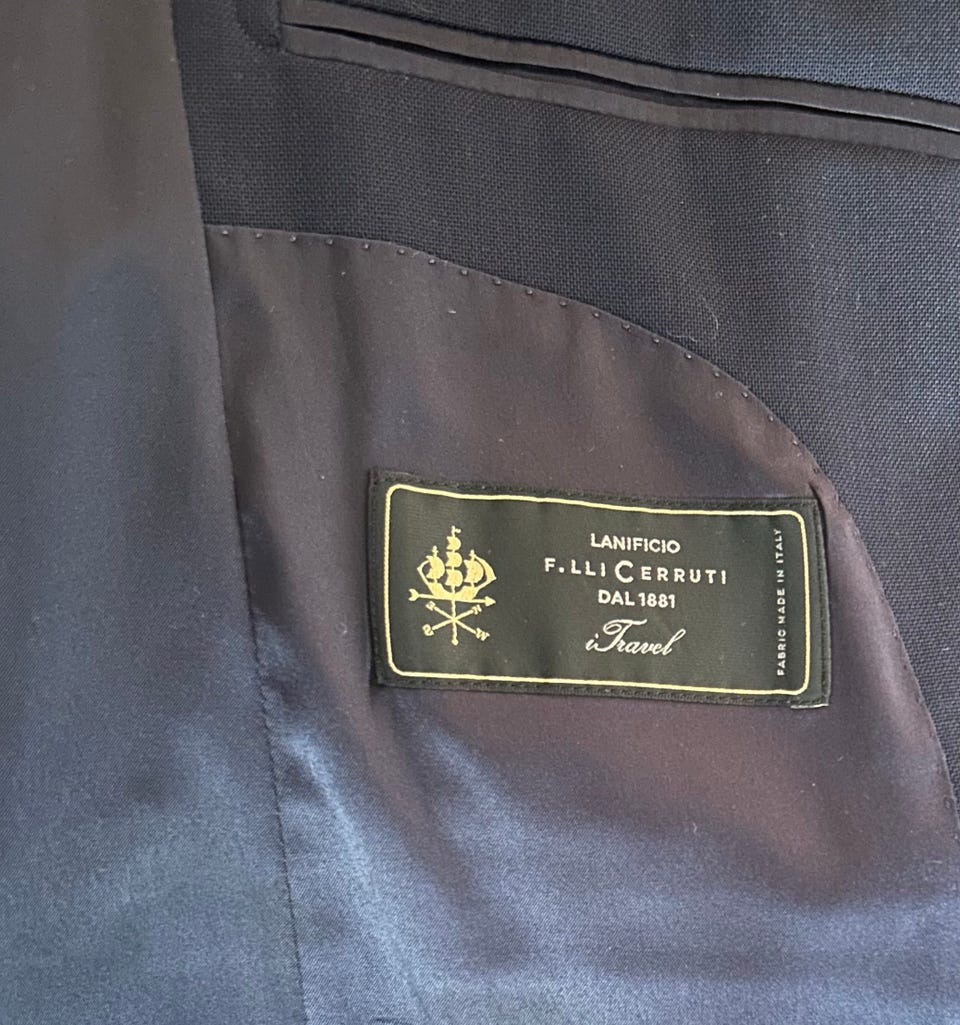 LANIFICIO
F.LLI CERRUTI
DAL 1881
iTravel
FABRIC MADE IN ITALY
S
W
N